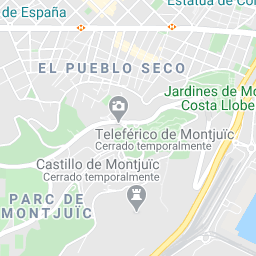 Estatua de Co
de España
EL PUEBLO SECO
Jardines de Mo
Costa Llobe
Teleférico de Montjuïc
Cerrado temporalmente
Castillo de Montjuïc
Cerrado temporalmente
PARC DE
MONTJUÏC